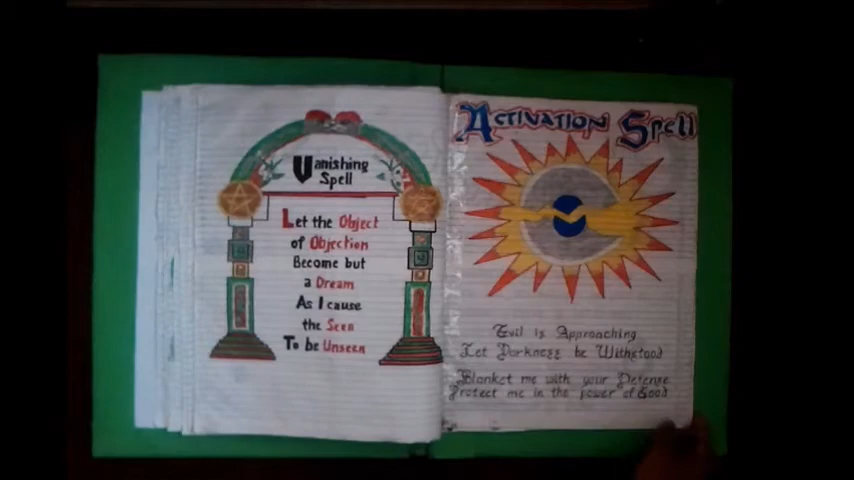 Vanishing
Spell
Let the Object
of Objection
Become but
a Dream
As I cause
the Seen
To be Unseen
Activation Spell
Evil is Approaching
Let Darkness be Withstood
Blanket me with your Defense
Protect me in the power of Good